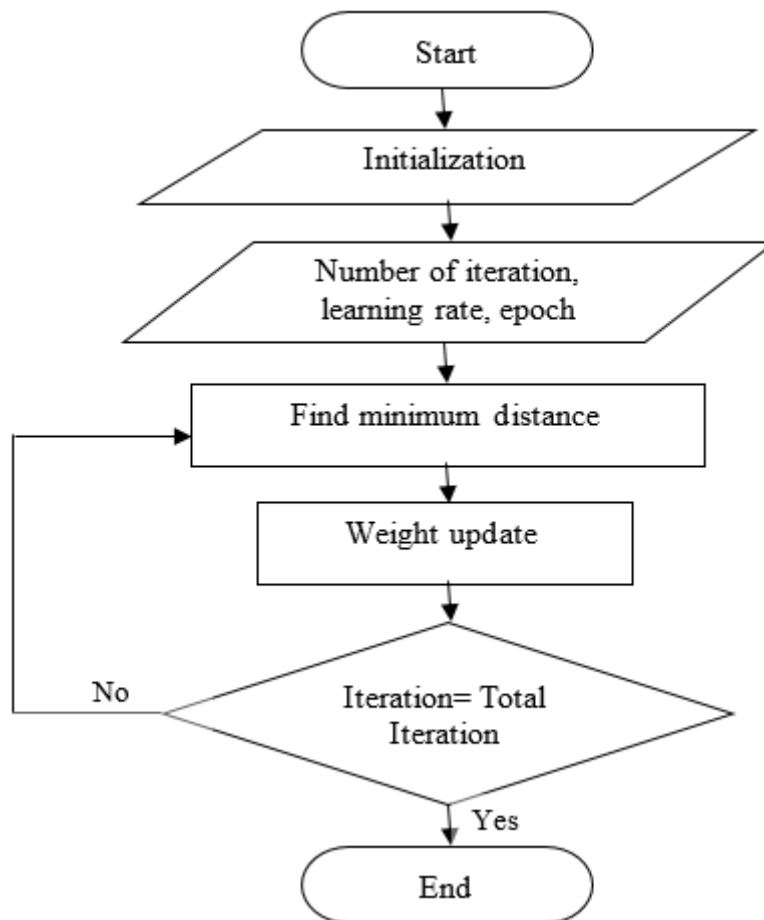 Start
Initialization
Number of iteration,
learning rate, epoch
Find minimum distance
Weight update
Iteration= Total
Iteration
No
Yes
End